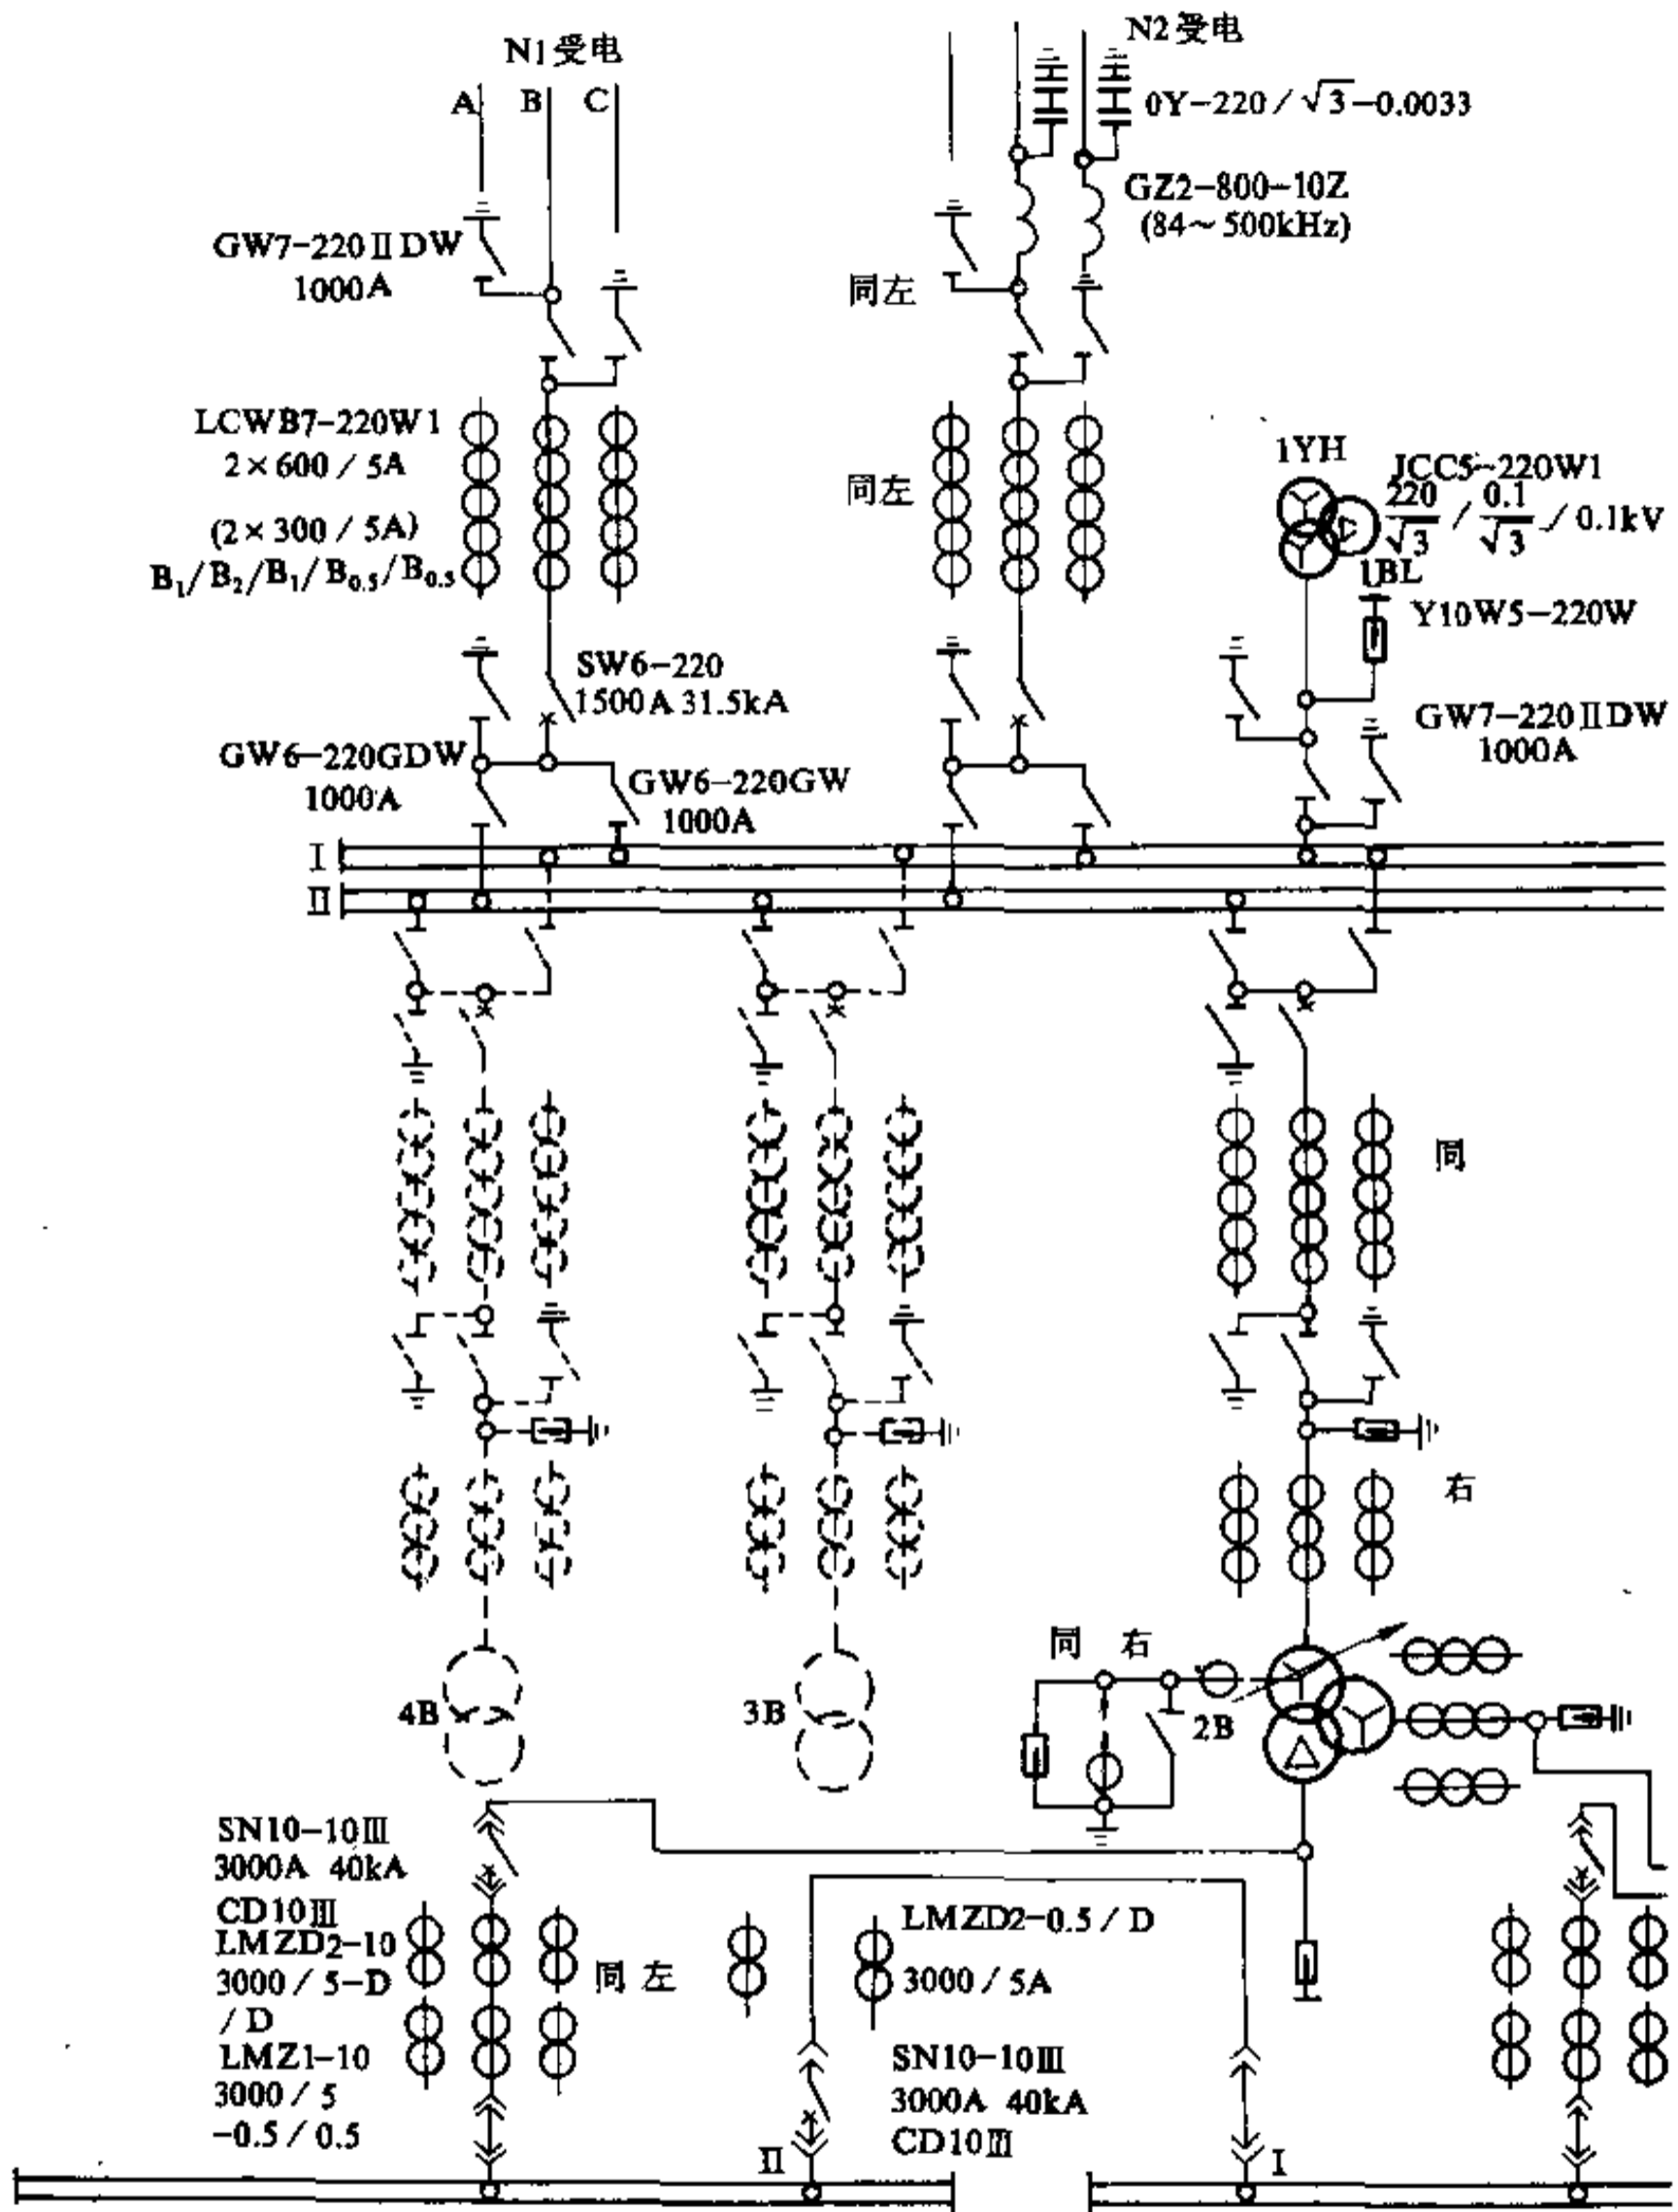 N1受电
A B C
GW7-220ⅡDW
1000A
N2受电
0Y-220/√3-0.0033
GZ2-800-10Z
(84~500kHz)
同左
LCWB7-220W1
2×600/5A
(2×300/5A)
B₁/B₂/B₁/B₀.₅/B₀.₅
同左
1YH
JCC5-220W1
220/√3 / 0.1/√3 / 0.1kV
1BL
Y10W5-220W
SW6-220
1500A 31.5kA
GW7-220ⅡDW
1000A
GW6-220GDW
1000A
GW6-220GW
1000A
Ⅰ
Ⅱ
同
右
4B
3B
同 右
2B
SN10-10Ⅲ
3000A 40kA
CD10Ⅲ
LMZD2-10
3000/5-D
/D
LMZ1-10
3000/5
-0.5/0.5
同左
LMZD2-0.5/D
3000/5A
SN10-10Ⅲ
3000A 40kA
CD10Ⅲ
Ⅱ
Ⅰ